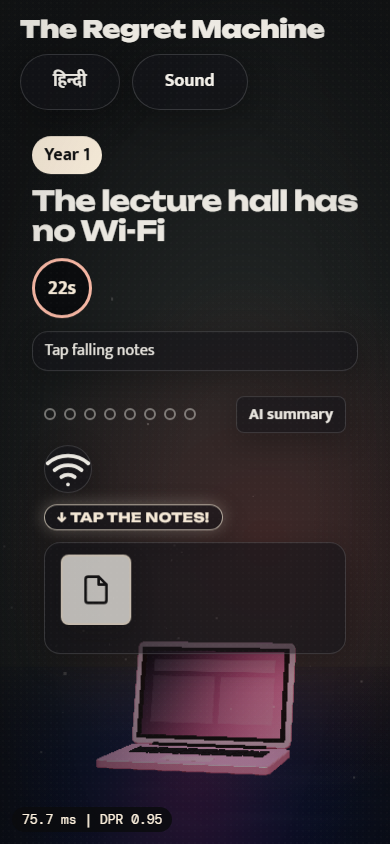 The Regret Machine
हिन्दी Sound
Year 1
The lecture hall has
no Wi-Fi
22s
Tap falling notes
AI summary
↓ TAP THE NOTES!
75.7 ms | DPR 0.95